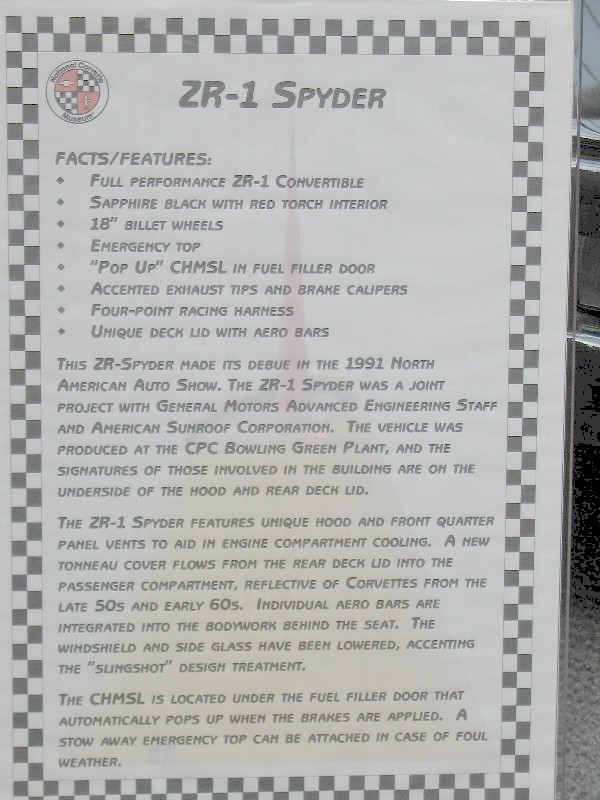 National Corvette
Museum
ZR-1 SPYDER
FACTS/FEATURES:
◆ FULL PERFORMANCE ZR-1 CONVERTIBLE
◆ SAPPHIRE BLACK WITH RED TORCH INTERIOR
◆ 18" BILLET WHEELS
◆ EMERGENCY TOP
◆ "POP UP" CHMSL IN FUEL FILLER DOOR
◆ ACCENTED EXHAUST TIPS AND BRAKE CALIPERS
◆ FOUR-POINT RACING HARNESS
◆ UNIQUE DECK LID WITH AERO BARS
THIS ZR-SPYDER MADE ITS DEBUE IN THE 1991 NORTH
AMERICAN AUTO SHOW. THE ZR-1 SPYDER WAS A JOINT
PROJECT WITH GENERAL MOTORS ADVANCED ENGINEERING STAFF
AND AMERICAN SUNROOF CORPORATION. THE VEHICLE WAS
PRODUCED AT THE CPC BOWLING GREEN PLANT, AND THE
SIGNATURES OF THOSE INVOLVED IN THE BUILDING ARE ON THE
UNDERSIDE OF THE HOOD AND REAR DECK LID.
THE ZR-1 SPYDER FEATURES UNIQUE HOOD AND FRONT QUARTER
PANEL VENTS TO AID IN ENGINE COMPARTMENT COOLING. A NEW
TONNEAU COVER FLOWS FROM THE REAR DECK LID INTO THE
PASSENGER COMPARTMENT, REFLECTIVE OF CORVETTES FROM THE
LATE 50S AND EARLY 60S. INDIVIDUAL AERO BARS ARE
INTEGRATED INTO THE BODYWORK BEHIND THE SEAT. THE
WINDSHIELD AND SIDE GLASS HAVE BEEN LOWERED, ACCENTING
THE "SLINGSHOT" DESIGN TREATMENT.
THE CHMSL IS LOCATED UNDER THE FUEL FILLER DOOR THAT
AUTOMATICALLY POPS UP WHEN THE BRAKES ARE APPLIED. A
STOW AWAY EMERGENCY TOP CAN BE ATTACHED IN CASE OF FOUL
WEATHER.